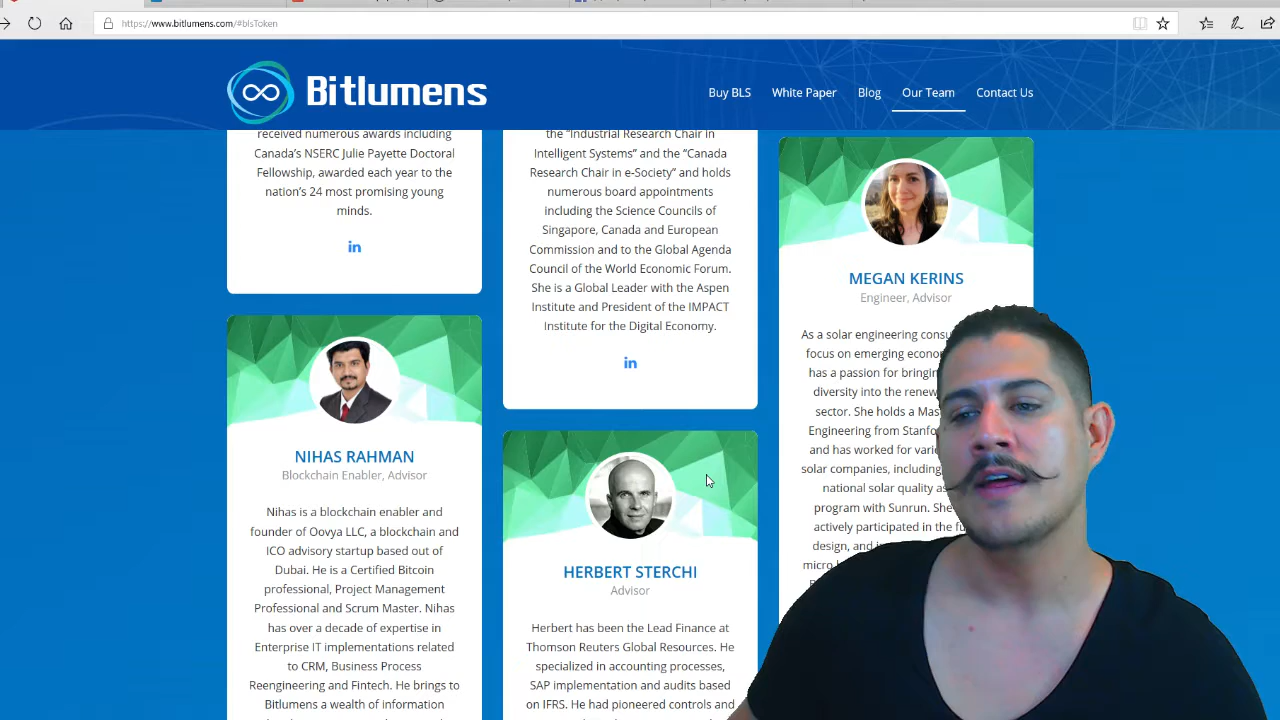 https://www.bitlumens.com/#blsToken
Bitlumens
Buy BLS
White Paper
Blog
Our Team
Contact Us
received numerous awards including
Canada's NSERC Julie Payette Doctoral
Fellowship, awarded each year to the
nation's 24 most promising young
minds.
in
NIHAS RAHMAN
Blockchain Enabler, Advisor
Nihas is a blockchain enabler and
founder of Oovya LLC, a blockchain and
ICO advisory startup based out of
Dubai. He is a Certified Bitcoin
professional, Project Management
Professional and Scrum Master. Nihas
has over a decade of expertise in
Enterprise IT implementations related
to CRM, Business Process
Reengineering and Fintech. He brings to
Bitlumens a wealth of information
the "Industrial Research Chair in
Intelligent Systems" and the "Canada
Research Chair in e-Society" and holds
numerous board appointments
including the Science Councils of
Singapore, Canada and European
Commission and to the Global Agenda
Council of the World Economic Forum.
She is a Global Leader with the Aspen
Institute and President of the IMPACT
Institute for the Digital Economy.
in
HERBERT STERCHI
Advisor
Herbert has been the Lead Finance at
Thomson Reuters Global Resources. He
specialized in accounting processes,
SAP implementation and audits based
on IFRS. He had pioneered controls and
MEGAN KERINS
Engineer, Advisor
As a solar engineering
focus on emerging
has a passion for
diversity into the
sector. She holds a
Engineering from
and has worked for
solar companies, including
national solar quality
program with Sunrun. She
actively participated in the
design, and
micro